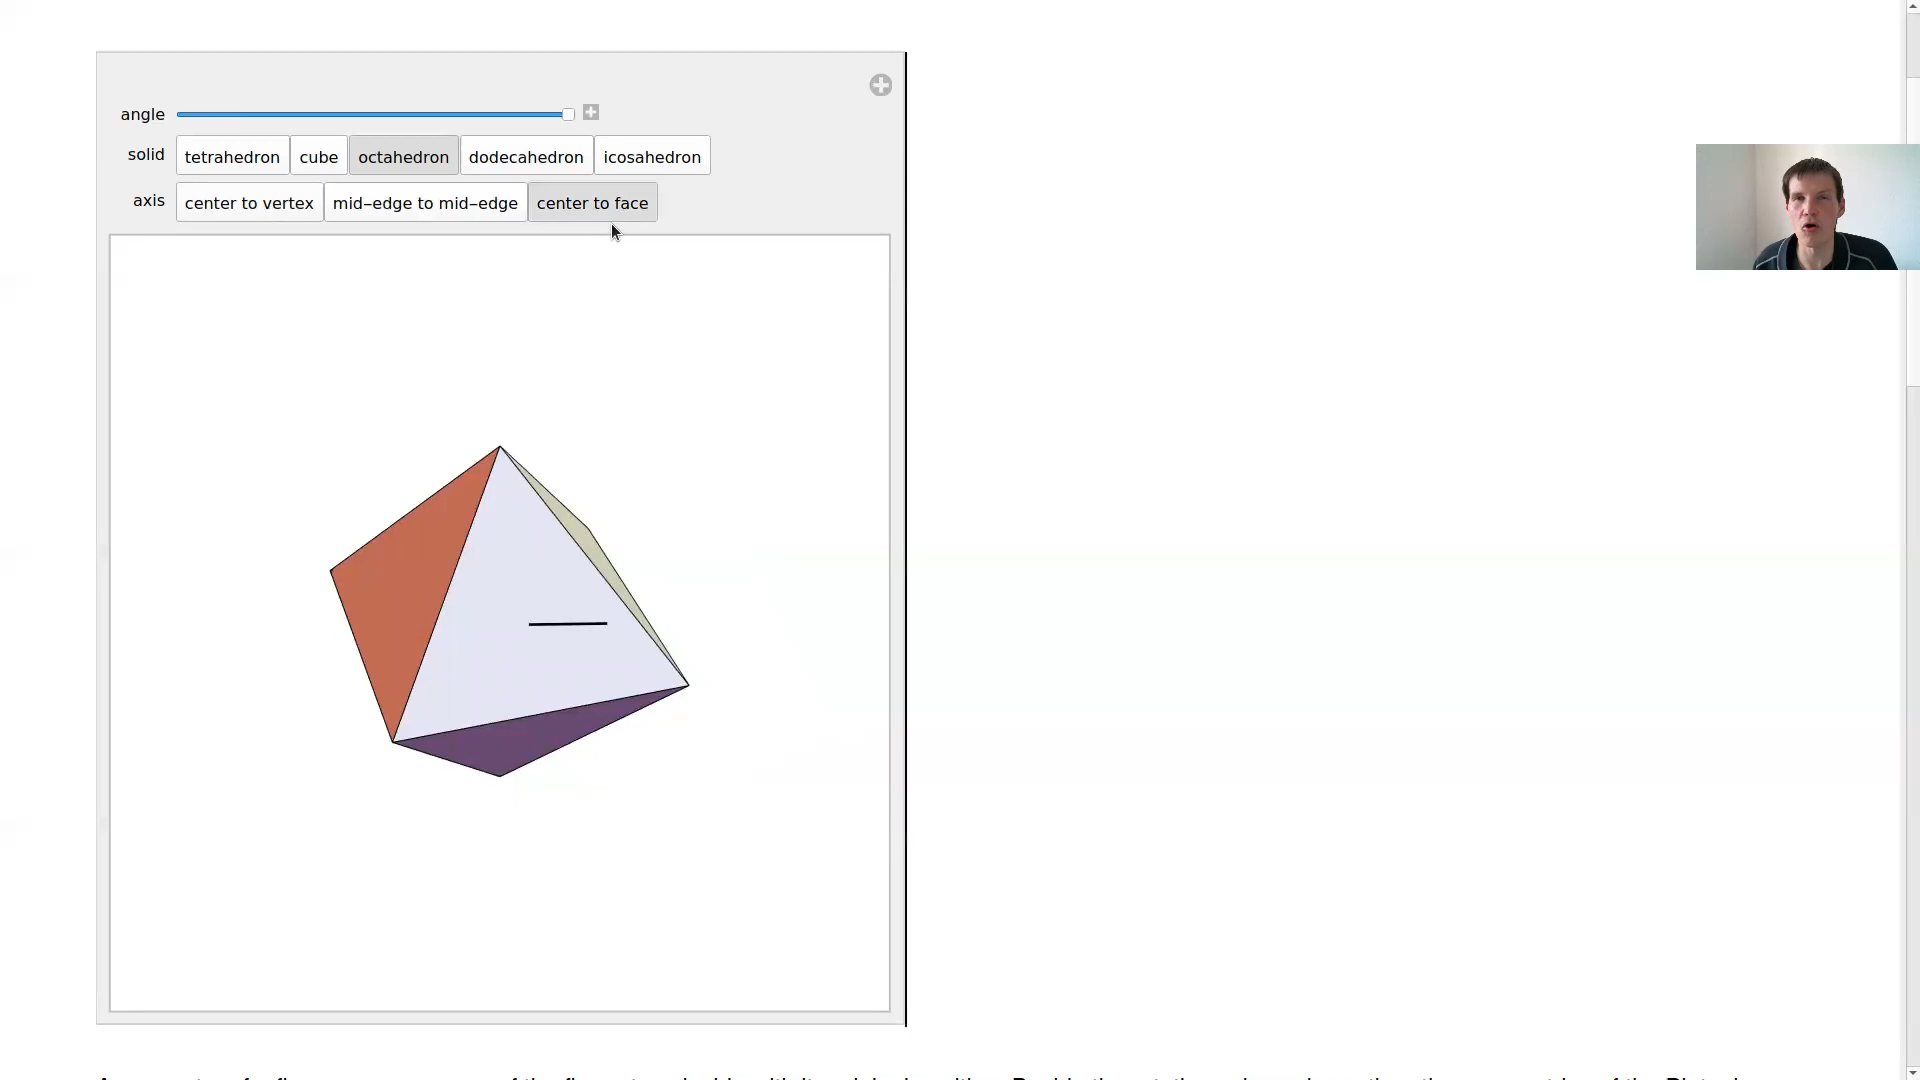 angle
solid tetrahedron cube octahedron dodecahedron icosahedron
axis center to vertex mid-edge to mid-edge center to face